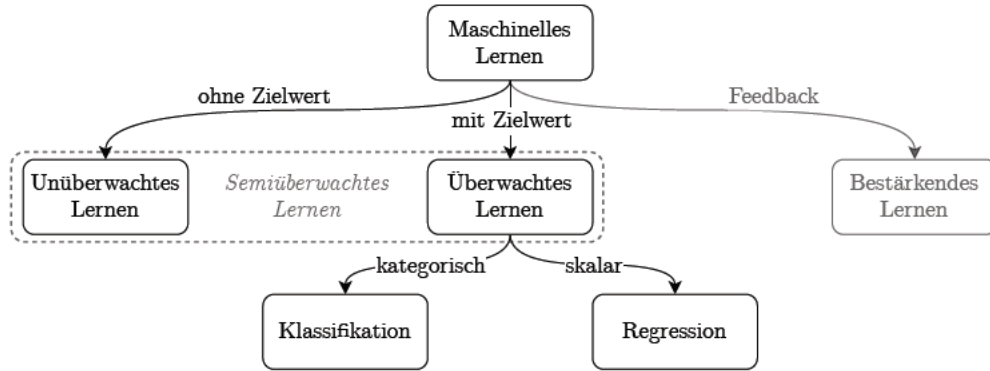 Maschinelles
Lernen
ohne Zielwert
Feedback
mit Zielwert
Unüberwachtes
Lernen
Semiüberwachtes
Lernen
Überwachtes
Lernen
Bestärkendes
Lernen
kategorisch
skalar
Klassifikation
Regression